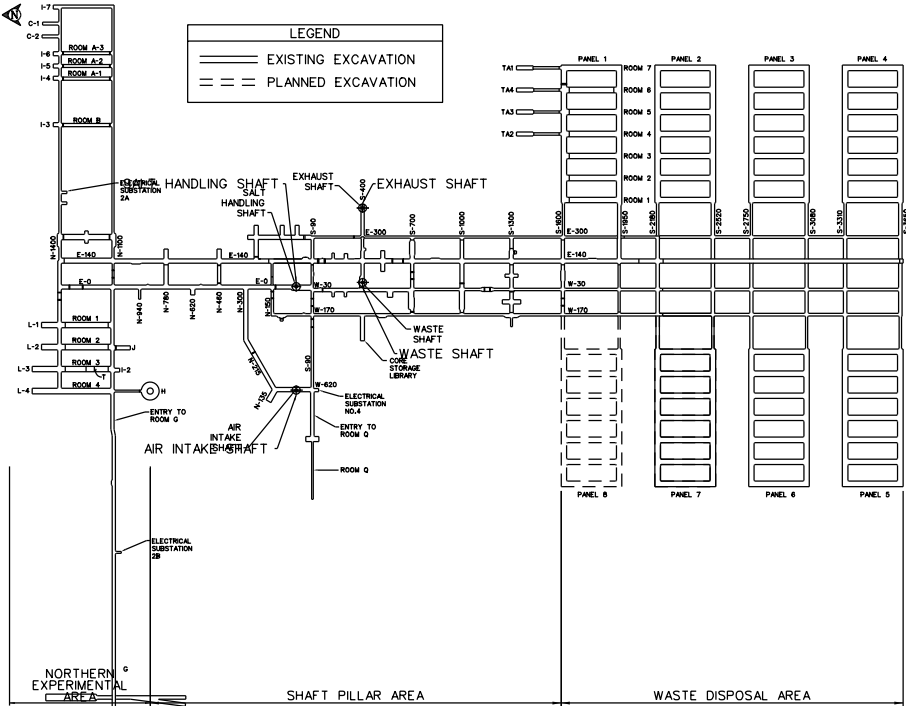 N
I-7
C-1
C-2
I-6
I-5
I-4
I-3
ROOM A-3
ROOM A-2
ROOM A-1
ROOM B
LEGEND
EXISTING EXCAVATION
PLANNED EXCAVATION
PANEL 1
PANEL 2
PANEL 3
PANEL 4
TA1
TA4
TA3
TA2
ROOM 7
ROOM 6
ROOM 5
ROOM 4
ROOM 3
ROOM 2
ROOM 1
ELECTRICAL
SUBSTATION
2A
HANDLING SHAFT
SALT
HANDLING
SHAFT
EXHAUST
SHAFT
EXHAUST SHAFT
S-400
N-1400
N-1100
S-90
S-700
S-1000
S-1300
S-1600
S-1950
S-2180
S-2520
S-2750
S-3080
S-3310
S-3650
E-300
E-300
E-140
E-140
E-140
E-0
E-0
W-30
W-30
W-170
W-170
N-940
N-780
N-620
N-460
N-300
N-150
L-1
L-2
L-3
L-4
ROOM 1
ROOM 2
ROOM 3
ROOM 4
J
I-2
T
H
N-215
N-135
S-90
W-620
WASTE
SHAFT
WASTE SHAFT
CORE
STORAGE
LIBRARY
ELECTRICAL
SUBSTATION
NO.4
ENTRY TO
ROOM G
ENTRY TO
ROOM Q
AIR
INTAKE
SHAFT
AIR INTAKE SHAFT
ROOM Q
PANEL 8
PANEL 7
PANEL 6
PANEL 5
ELECTRICAL
SUBSTATION
2B
G
NORTHERN
EXPERIMENTAL
AREA
SHAFT PILLAR AREA
WASTE DISPOSAL AREA